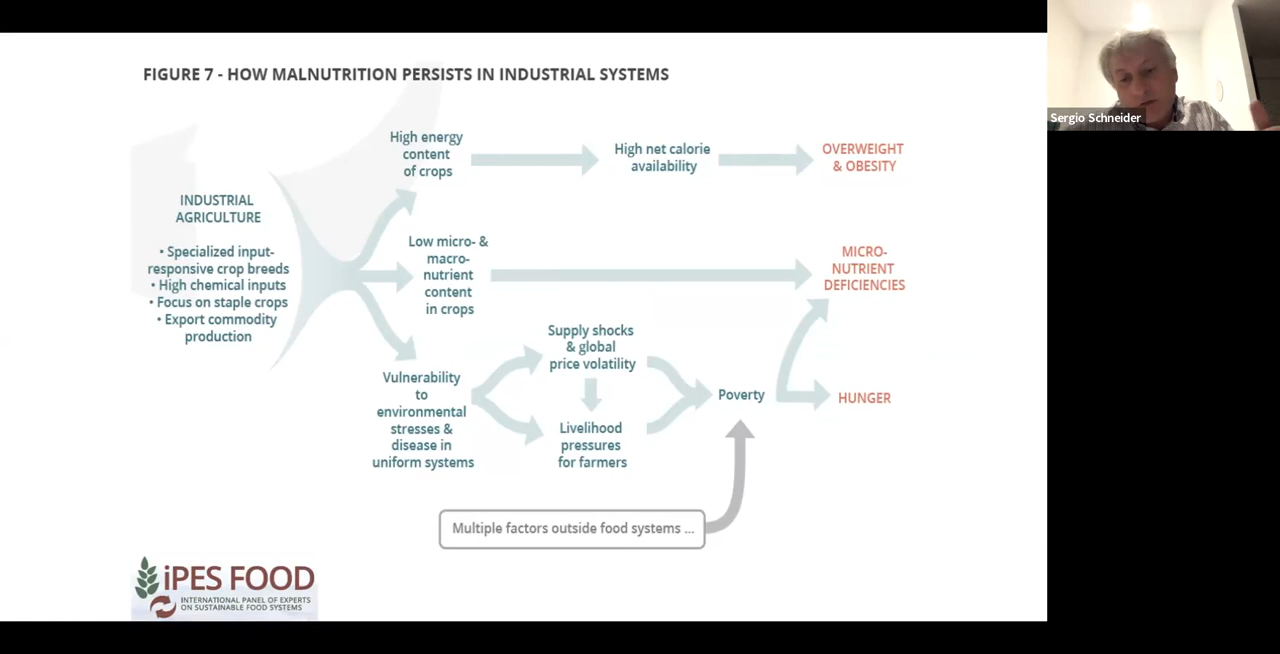 FIGURE 7 - HOW MALNUTRITION PERSISTS IN INDUSTRIAL SYSTEMS
Sergio Schneider
INDUSTRIAL
AGRICULTURE
• Specialized input-
responsive crop breeds
• High chemical inputs
• Focus on staple crops
• Export commodity
production
High energy
content
of crops
High net calorie
availability
OVERWEIGHT
& OBESITY
Low micro- &
macro-
nutrient
content
in crops
MICRO-
NUTRIENT
DEFICIENCIES
Vulnerability
to
environmental
stresses &
disease in
uniform systems
Supply shocks
& global
price volatility
Livelihood
pressures
for farmers
Poverty
HUNGER
Multiple factors outside food systems ...
iPES FOOD
INTERNATIONAL PANEL OF EXPERTS
ON SUSTAINABLE FOOD SYSTEMS